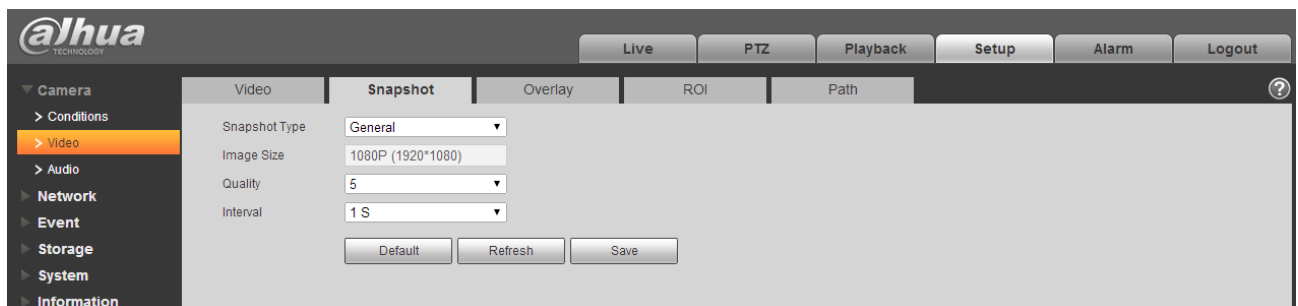 alhua
TECHNOLOGY
Live PTZ Playback Setup Alarm Logout
Camera
> Conditions
> Video
> Audio
Network
Event
Storage
System
Information
Video Snapshot Overlay ROI Path
?
Snapshot Type General
Image Size 1080P (1920*1080)
Quality 5
Interval 1 S
Default Refresh Save